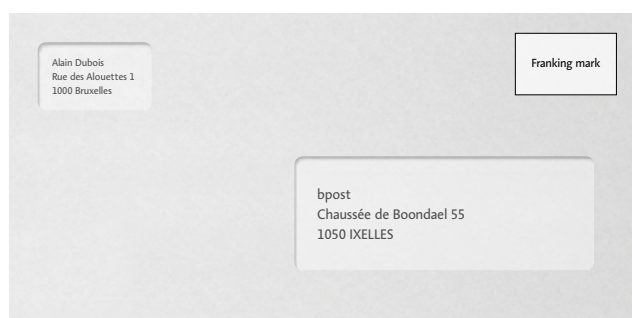 Alain Dubois
Rue des Alouettes 1
1000 Bruxelles
Franking mark
bpost
Chaussée de Boondael 55
1050 IXELLES